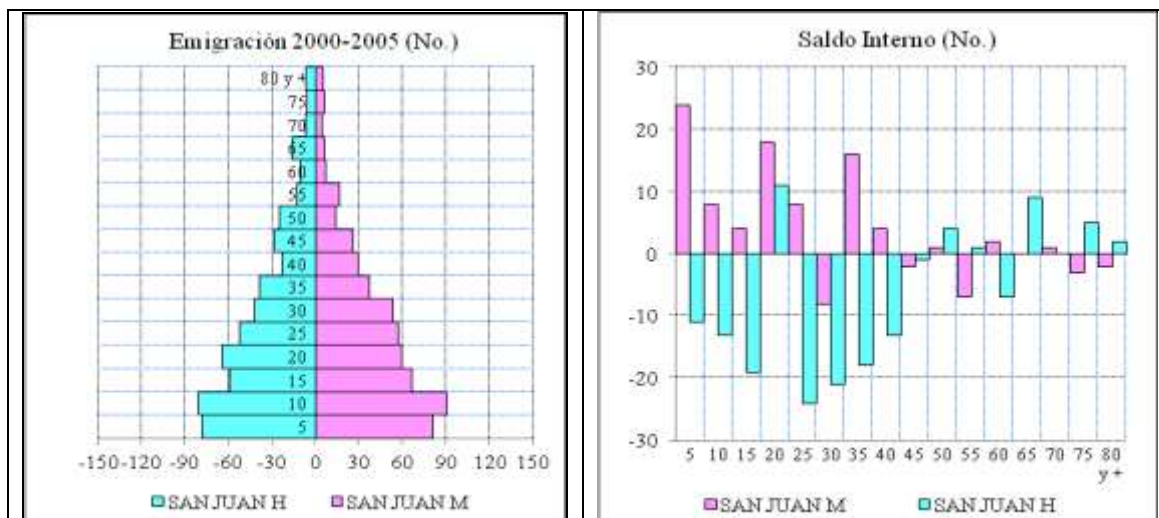 Emigración 2000-2005 (No.)
80 y +
75
70
65
60
55
50
45
40
35
30
25
20
15
10
5
-150 -120 -90 -60 -30 0 30 60 90 120 150
SAN JUAN H SAN JUAN M
Saldo Interno (No.)
30
20
10
0
-10
-20
-30
5 10 15 20 25 30 35 40 45 50 55 60 65 70 75 80
y +
SAN JUAN M SAN JUAN H